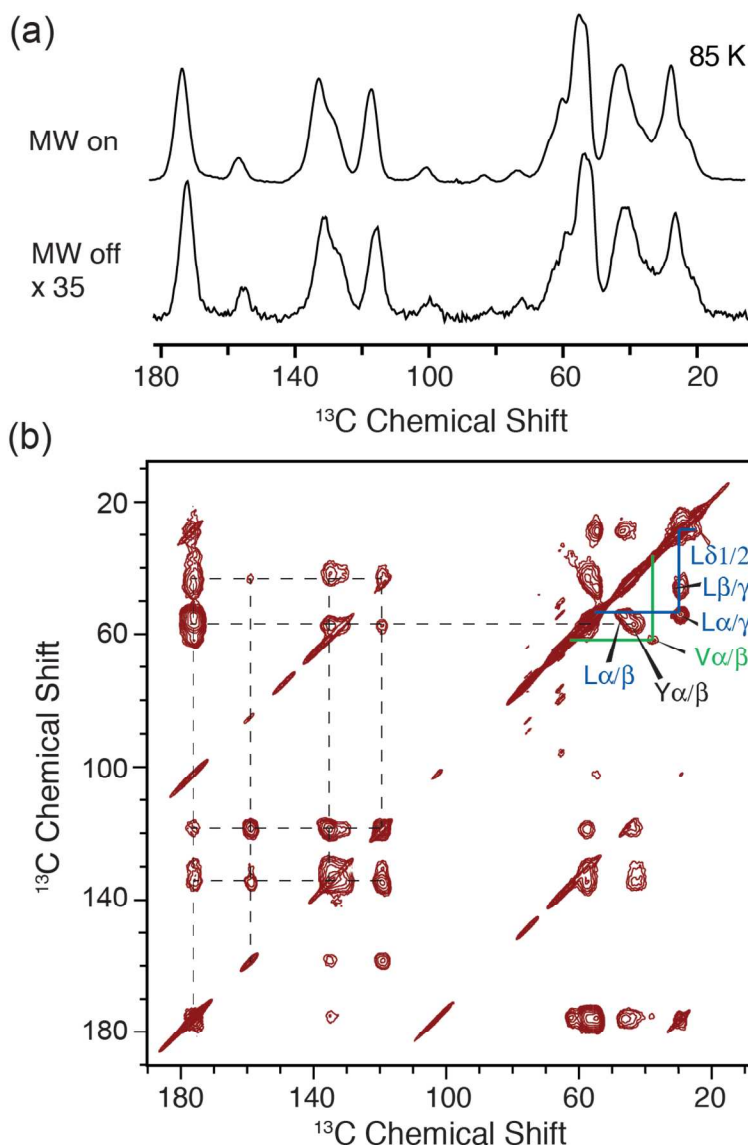 (a)
85 K
MW on
MW off
x 35
180 140 100 60 20
¹³C Chemical Shift
(b)
20
60
100
140
180
¹³C Chemical Shift
Lδ1/2
Lβ/γ
Lα/γ
Vα/β
Lα/β
Yα/β
180 140 100 60 20
¹³C Chemical Shift